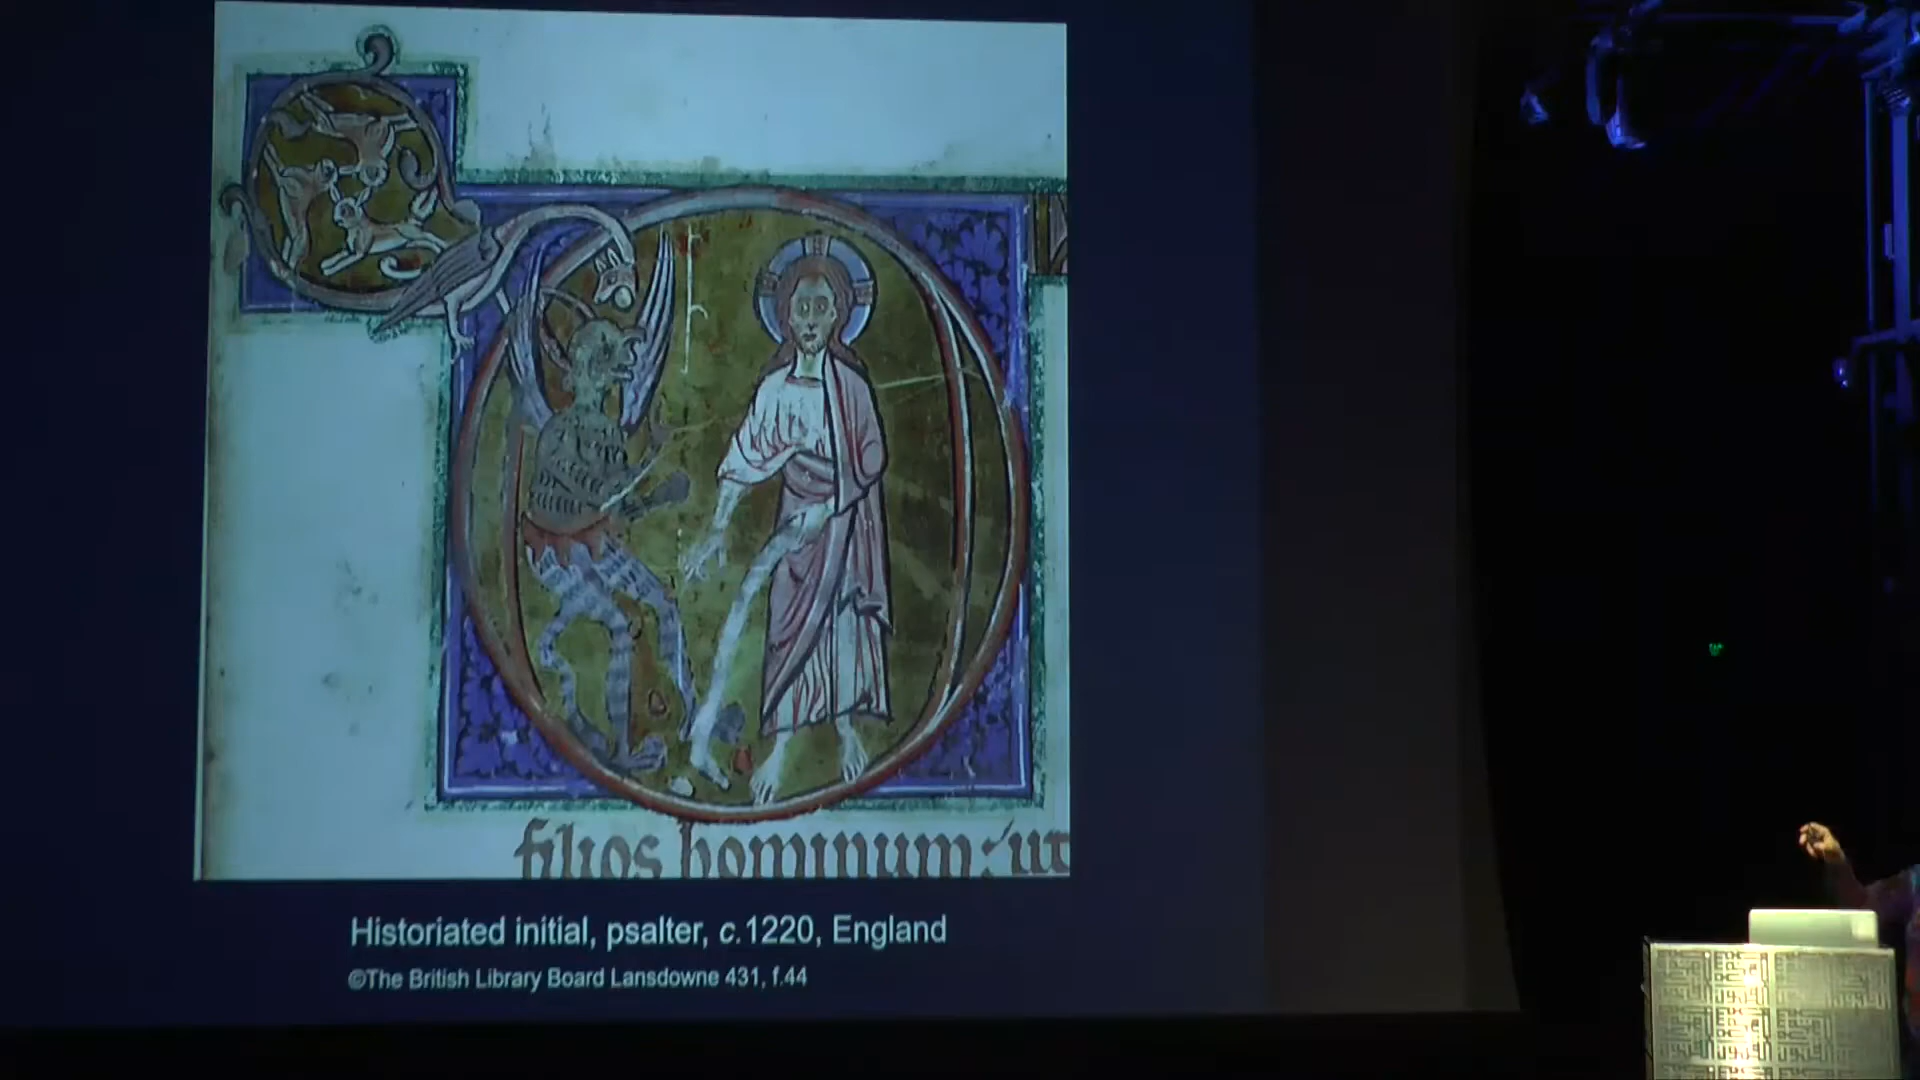 filios hominum: ut
Historiated initial, psalter, c.1220, England
©The British Library Board Lansdowne 431, f.44